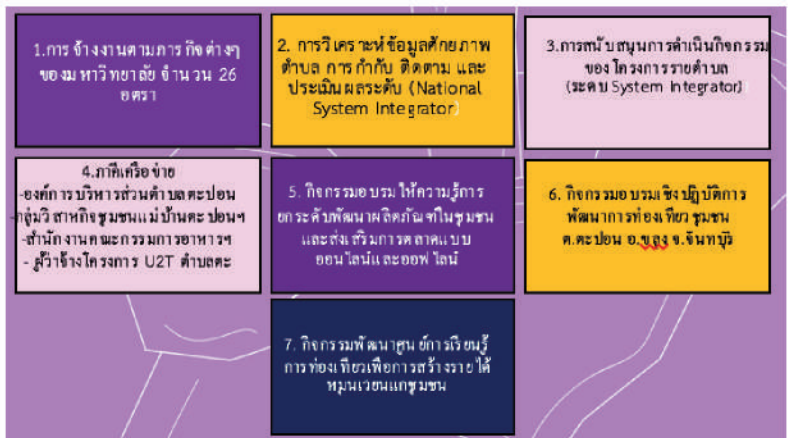 1.การจ้างงานตามภารกิจต่างๆ
ของมหาวิทยาลัย จำนวน 26
อัตรา
2. การวิเคราะห์ข้อมูลศักยภาพ
ตำบล การกำกับ ติดตาม และ
ประเมินผลระดับ (National
System Integrator)
3.การสนับสนุนการดำเนินกิจกรรม
ของโครงการรายตำบล
(ระดับ System Integrator)
4.ภาคีเครือข่าย
-องค์การบริหารส่วนตำบลตะปอน
-กลุ่มวิสาหกิจชุมชนแม่บ้านตะปอนฯ
-สำนักงานคณะกรรมการอาหารฯ
- ผู้ว่าจ้างโครงการ U2T ตำบลตะ
5. กิจกรรมอบรมให้ความรู้การ
ยกระดับพัฒนาผลิตภัณฑ์ในชุมชน
และส่งเสริมการตลาดแบบ
ออนไลน์และออฟไลน์
6. กิจกรรมอบรมเชิงปฏิบัติการ
พัฒนาการท่องเที่ยวชุมชน
ต.ตะปอน อ.ขลุง จ.จันทบุรี
7. กิจกรรมพัฒนาศูนย์การเรียนรู้
การท่องเที่ยวเพื่อการสร้างรายได้
หมุนเวียนแก่ชุมชน